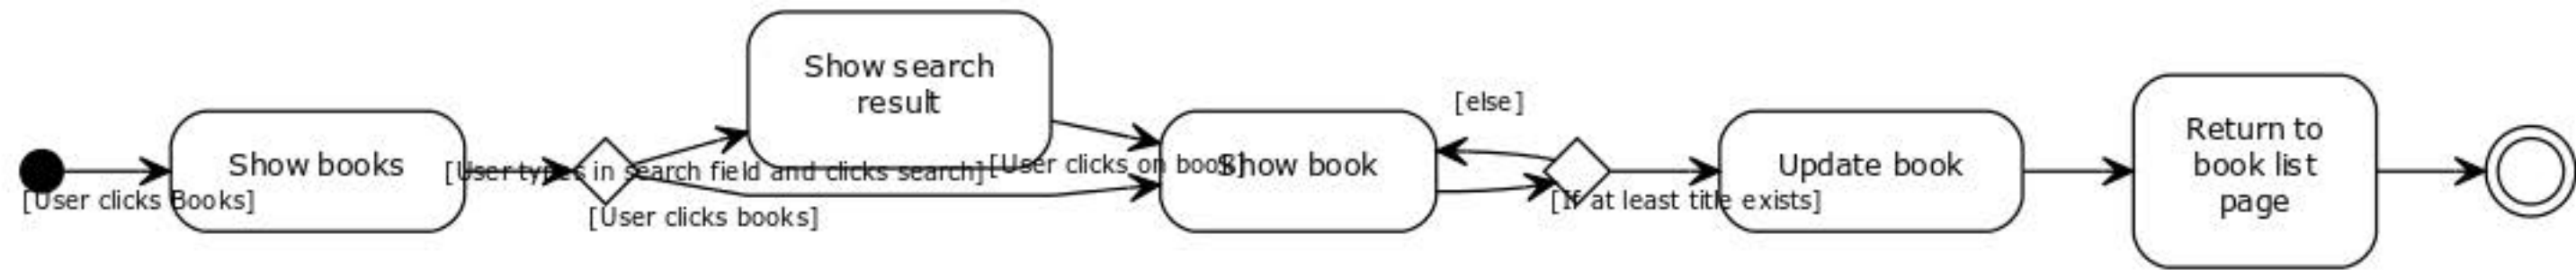 [User clicks Books]
Show books
[User types in search field and clicks search]
[User clicks books]
Show search
result
[User clicks on book]
Show book
[else]
[If at least title exists]
Update book
Return to
book list
page